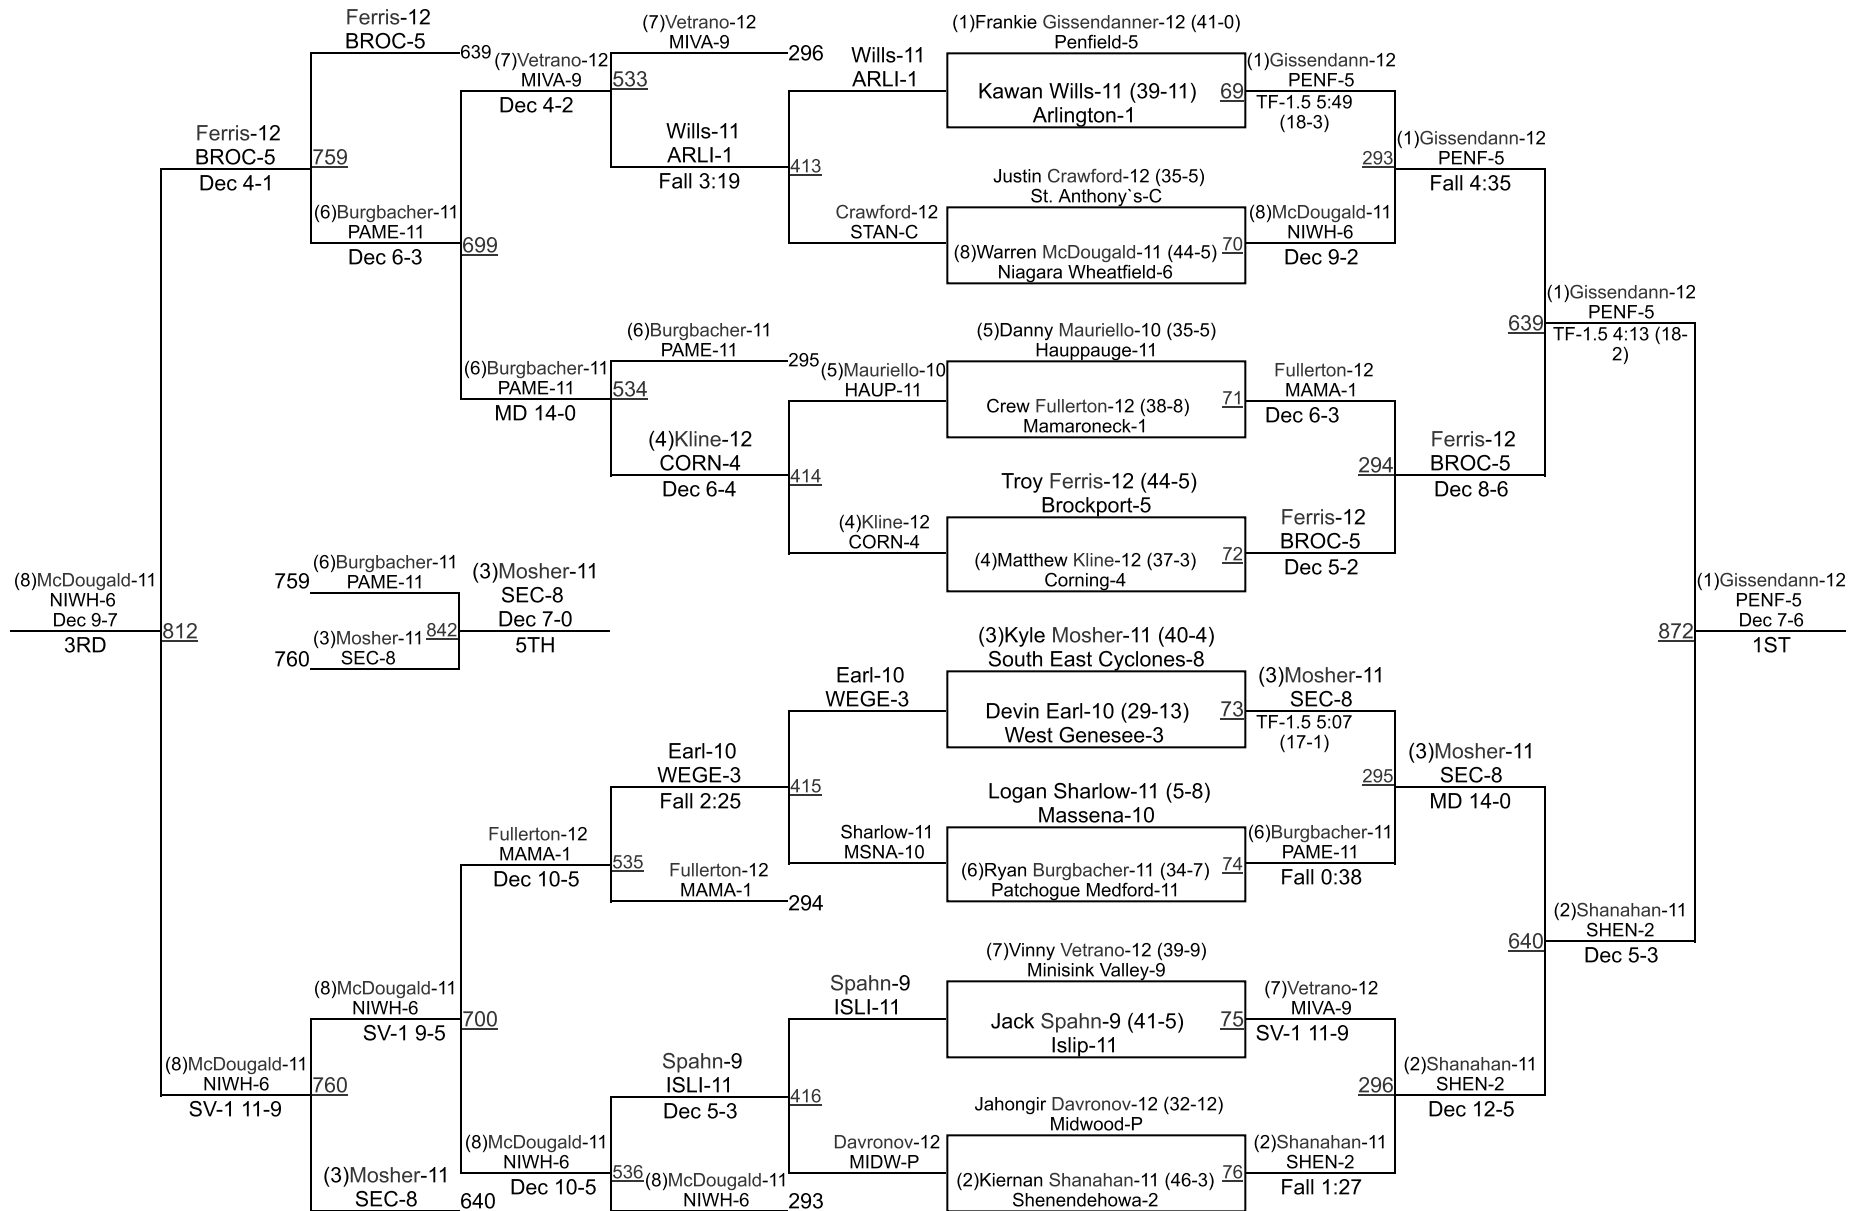 Ferris-12
BROC-5
639
(7)Vetrano-12
MIVA-9
Dec 4-2
533
(7)Vetrano-12
MIVA-9
296
Wills-11
ARLI-1
(1)Frankie Gissendanner-12 (41-0)
Penfield-5
Kawan Wills-11 (39-11)
Arlington-1
69
(1)Gissendann-12
PENF-5
TF-1.5 5:49
(18-3)
Ferris-12
BROC-5
Dec 4-1
759
Wills-11
ARLI-1
Fall 3:19
413
Justin Crawford-12 (35-5)
St. Anthony`s-C
293
(1)Gissendann-12
PENF-5
Fall 4:35
(6)Burgbacher-11
PAME-11
Dec 6-3
699
Crawford-12
STAN-C
(8)Warren McDougald-11 (44-5)
Niagara Wheatfield-6
70
(8)McDougald-11
NIWH-6
Dec 9-2
(1)Gissendann-12
PENF-5
639
TF-1.5 4:13 (18-
2)
(6)Burgbacher-11
PAME-11
MD 14-0
534
(6)Burgbacher-11
PAME-11
295
(5)Mauriello-10
HAUP-11
(5)Danny Mauriello-10 (35-5)
Hauppauge-11
Crew Fullerton-12 (38-8)
Mamaroneck-1
71
Fullerton-12
MAMA-1
Dec 6-3
(4)Kline-12
CORN-4
Dec 6-4
414
Troy Ferris-12 (44-5)
Brockport-5
294
Ferris-12
BROC-5
Dec 8-6
(4)Kline-12
CORN-4
(4)Matthew Kline-12 (37-3)
Corning-4
72
Ferris-12
BROC-5
Dec 5-2
(8)McDougald-11
NIWH-6
Dec 9-7
3RD
812
759
(6)Burgbacher-11
PAME-11
(3)Mosher-11
SEC-8
760
842
(3)Mosher-11
SEC-8
Dec 7-0
5TH
872
(1)Gissendann-12
PENF-5
Dec 7-6
1ST
Earl-10
WEGE-3
(3)Kyle Mosher-11 (40-4)
South East Cyclones-8
Devin Earl-10 (29-13)
West Genesee-3
73
(3)Mosher-11
SEC-8
TF-1.5 5:07
(17-1)
Earl-10
WEGE-3
Fall 2:25
415
Logan Sharlow-11 (5-8)
Massena-10
295
(3)Mosher-11
SEC-8
MD 14-0
Fullerton-12
MAMA-1
Dec 10-5
535
Fullerton-12
MAMA-1
294
Sharlow-11
MSNA-10
(6)Ryan Burgbacher-11 (34-7)
Patchogue Medford-11
74
(6)Burgbacher-11
PAME-11
Fall 0:38
640
(2)Shanahan-11
SHEN-2
Dec 5-3
(8)McDougald-11
NIWH-6
SV-1 9-5
700
Spahn-9
ISLI-11
(7)Vinny Vetrano-12 (39-9)
Minisink Valley-9
Jack Spahn-9 (41-5)
Islip-11
75
(7)Vetrano-12
MIVA-9
SV-1 11-9
(8)McDougald-11
NIWH-6
SV-1 11-9
760
Spahn-9
ISLI-11
Dec 5-3
416
Jahongir Davronov-12 (32-12)
Midwood-P
296
(2)Shanahan-11
SHEN-2
Dec 12-5
(3)Mosher-11
SEC-8
640
(8)McDougald-11
NIWH-6
Dec 10-5
536
(8)McDougald-11
NIWH-6
293
Davronov-12
MIDW-P
(2)Kiernan Shanahan-11 (46-3)
Shenendehowa-2
76
(2)Shanahan-11
SHEN-2
Fall 1:27